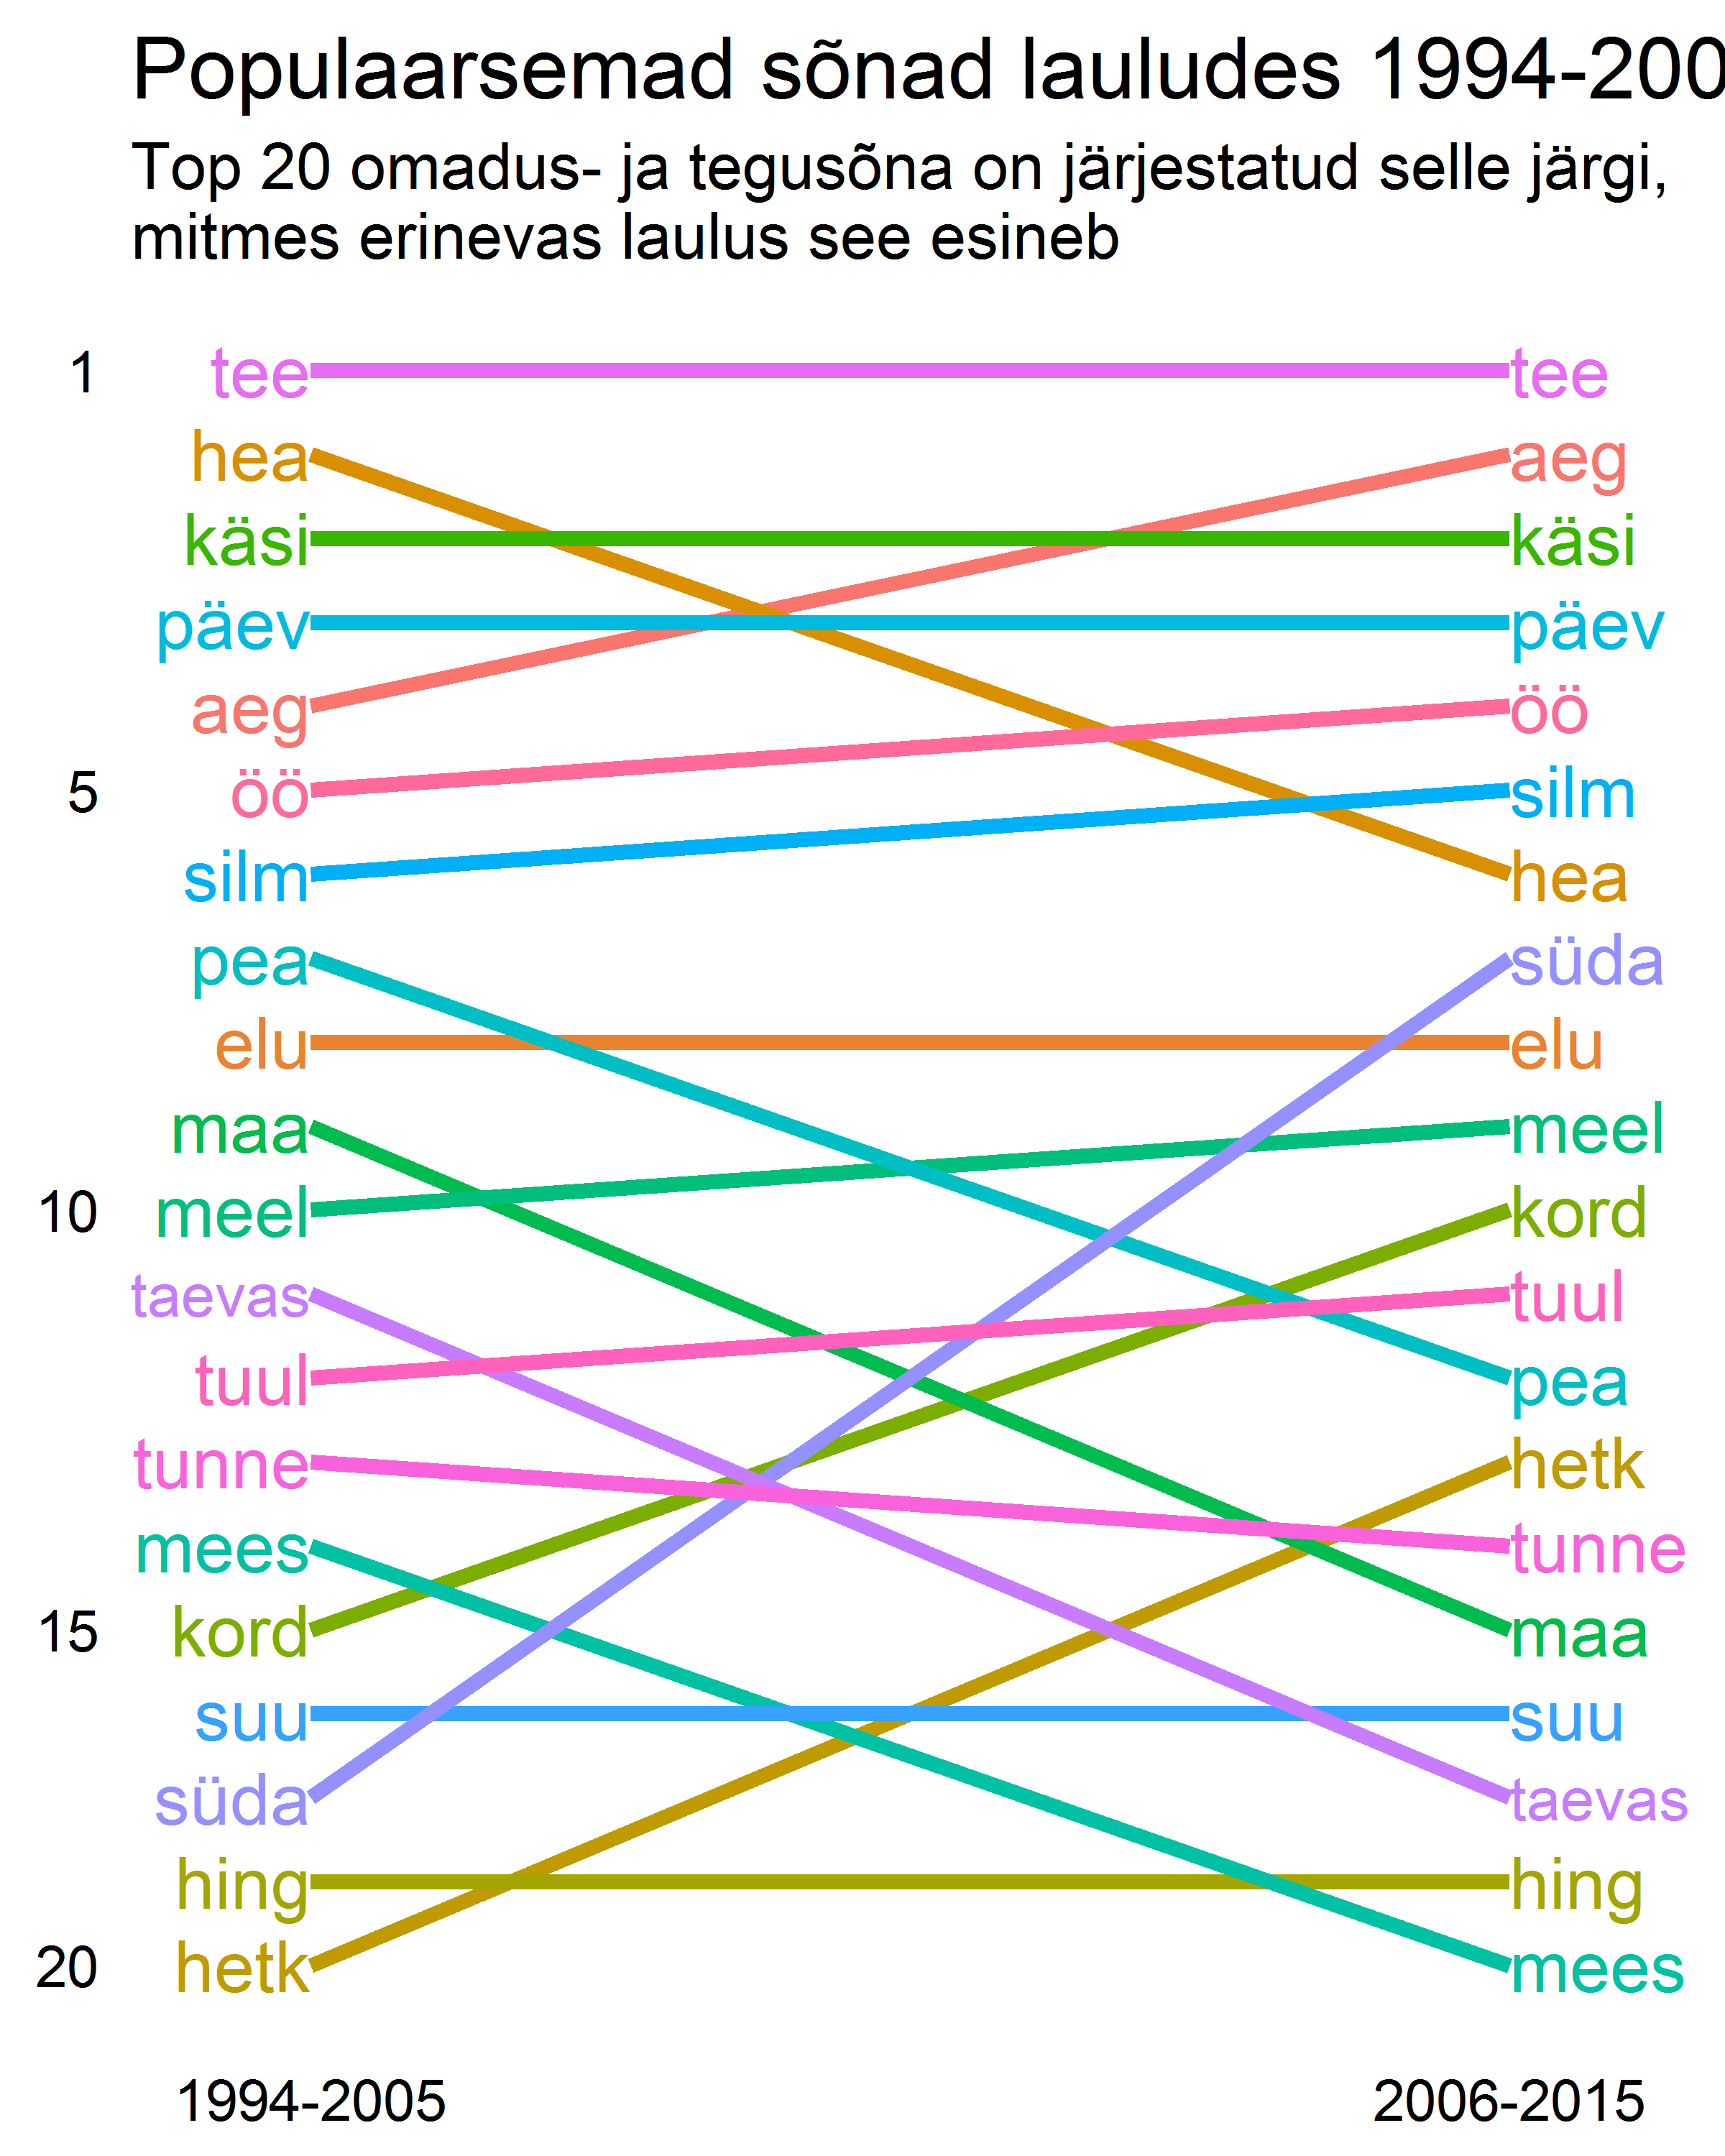 Populaarsemad sõnad lauludes 1994-200
Top 20 omadus- ja tegusõna on järjestatud selle järgi,
mitmes erinevas laulus see esineb
1 tee tee
hea aeg
käsi käsi
päev päev
aeg öö
5 öö silm
silm hea
pea süda
elu elu
maa meel
10 meel kord
taevas tuul
tuul pea
tunne hetk
mees tunne
15 kord maa
suu suu
süda taevas
hing hing
20 hetk mees
1994-2005 2006-2015